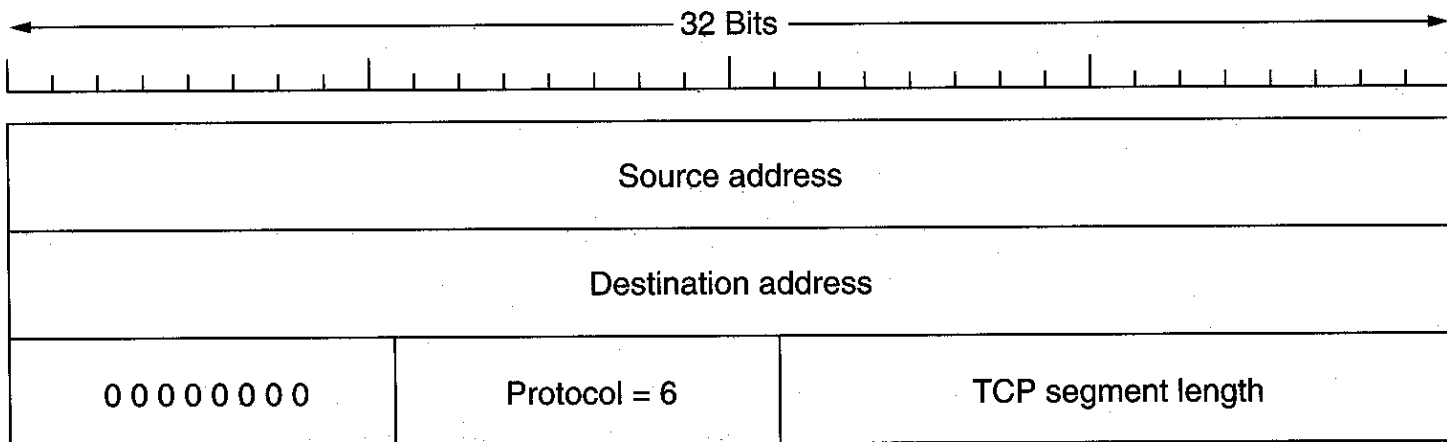 32 Bits
Source address
Destination address
0 0 0 0 0 0 0 0 Protocol = 6 TCP segment length